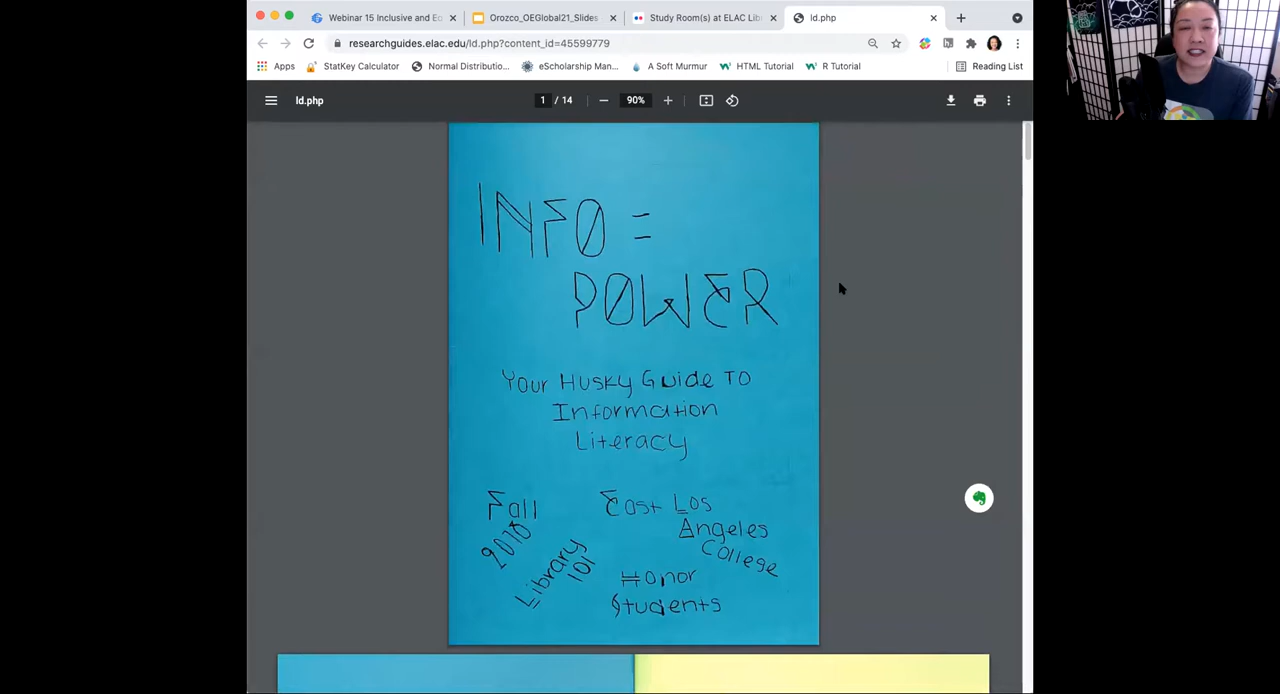 Webinar 15 Inclusive and Eq
Orozco_OEGlobal21_Slides
Study Room(s) at ELAC Lib
ld.php
researchguides.elac.edu/ld.php?content_id=45599779
Apps
StatKey Calculator
Normal Distributio...
eScholarship Man...
A Soft Murmur
HTML Tutorial
R Tutorial
Reading List
ld.php
1 / 14
90%
INFO =
POWER
Your Husky Guide To
Information
Literacy
Fall
2010
Library
101
East Los
Angeles
College
Honor
Students